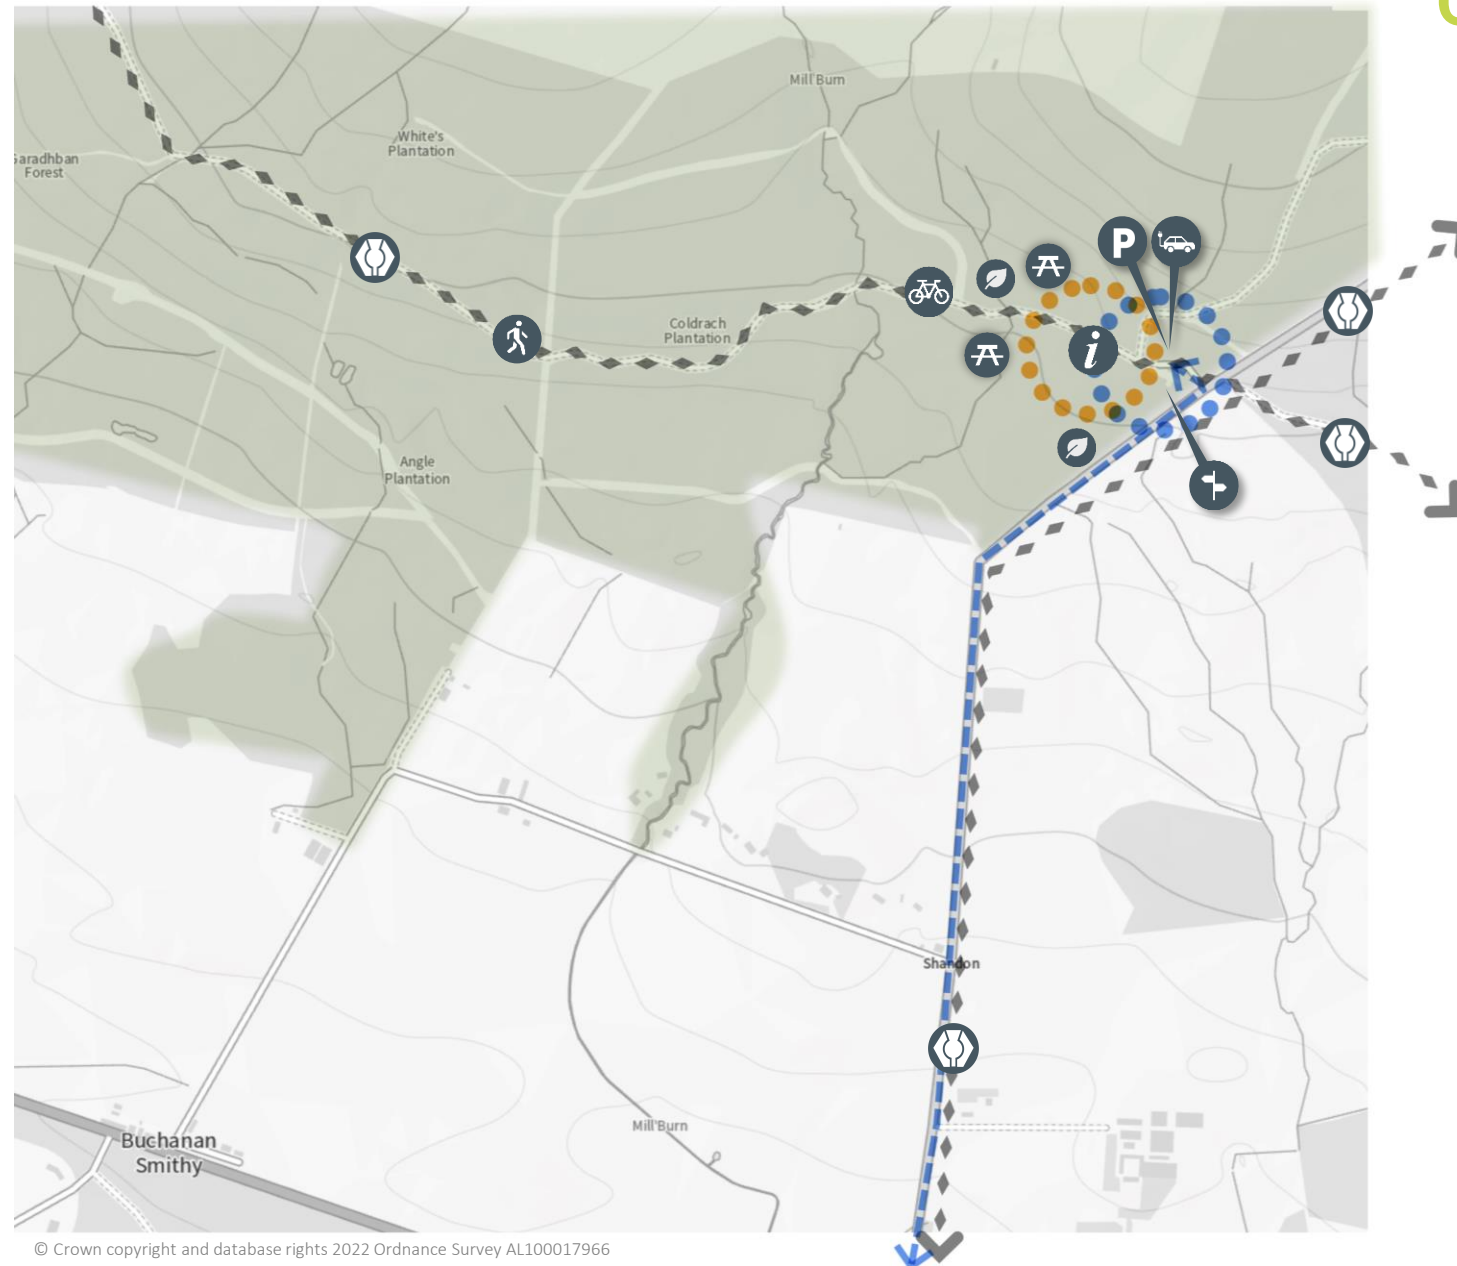 Mill Burn
White's
Plantation
Garadhban
Forest
P
Coldrach
Plantation
i
Angle
Plantation
Shandon
Mill Burn
Buchanan
Smithy
© Crown copyright and database rights 2022 Ordnance Survey AL100017966